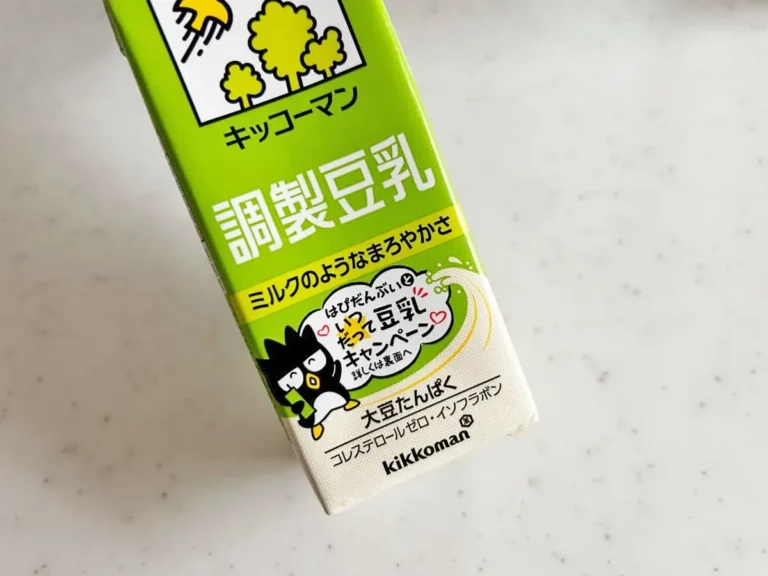 キッコーマン
調製豆乳
ミルクのようなまろやかさ
はぴだんぶいと
いつ
だって豆乳
キャンペーン
詳しくは裏面へ
大豆たんぱく
コレステロールゼロ・イソフラボン
kikkoman